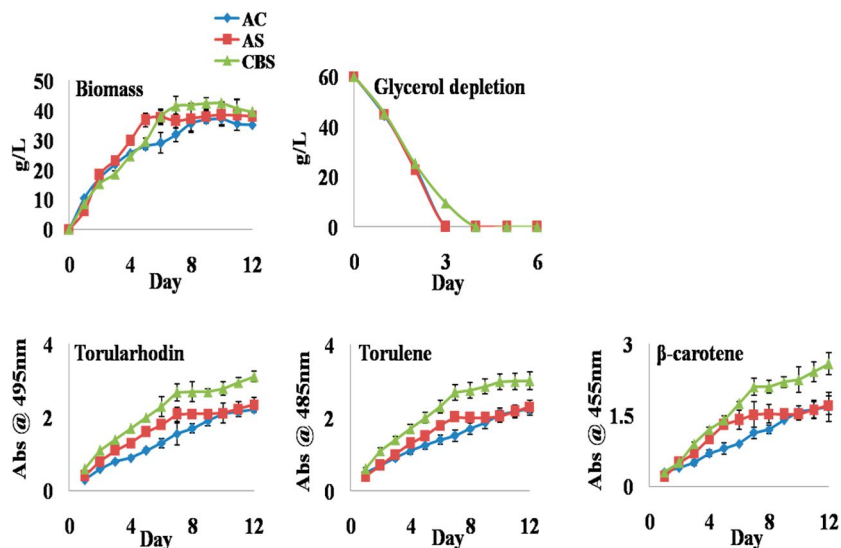 AC
AS
CBS
Biomass
50
40
30
20
10
0
g/L
0 4 8 12
Day
Glycerol depletion
60
40
20
0
g/L
0 3 6
Day
Torularhodin
4
2
0
Abs @ 495nm
0 4 8 12
Day
Torulene
4
2
0
Abs @ 485nm
0 4 8 12
Day
β-carotene
3
1.5
0
Abs @ 455nm
0 4 8 12
Day